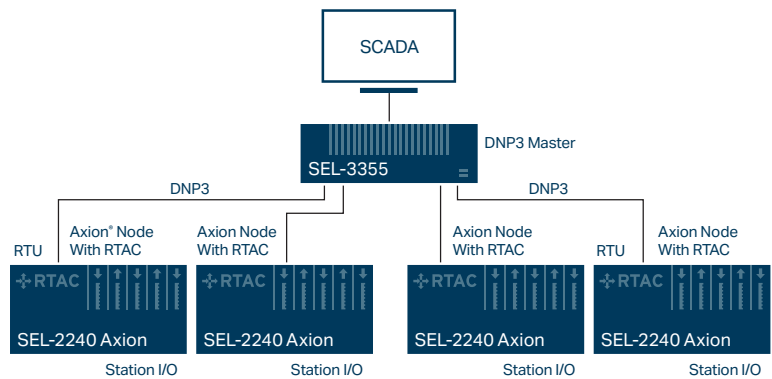 SCADA
DNP3 Master
SEL-3355
DNP3
DNP3
RTU
Axion® Node
With RTAC
Axion Node
With RTAC
Axion Node
With RTAC
RTU
Axion Node
With RTAC
RTAC
RTAC
RTAC
RTAC
SEL-2240 Axion
SEL-2240 Axion
SEL-2240 Axion
SEL-2240 Axion
Station I/O
Station I/O
Station I/O
Station I/O